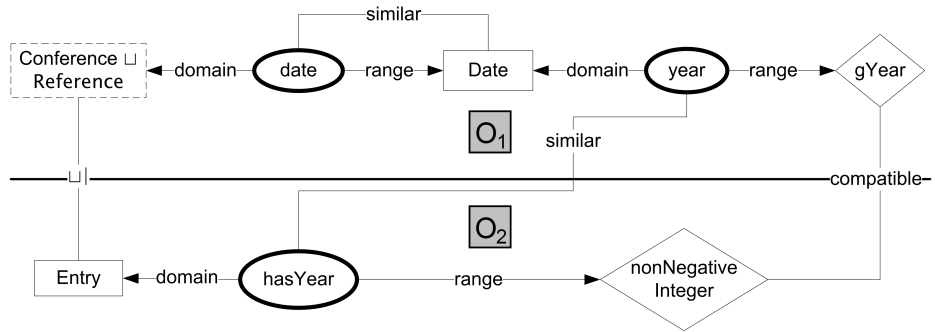 similar
Conference ⊔
Reference
domain
date
range
Date
domain
year
range
gYear
O₁
similar
⊔|
compatible
O₂
Entry
domain
hasYear
range
nonNegative
Integer